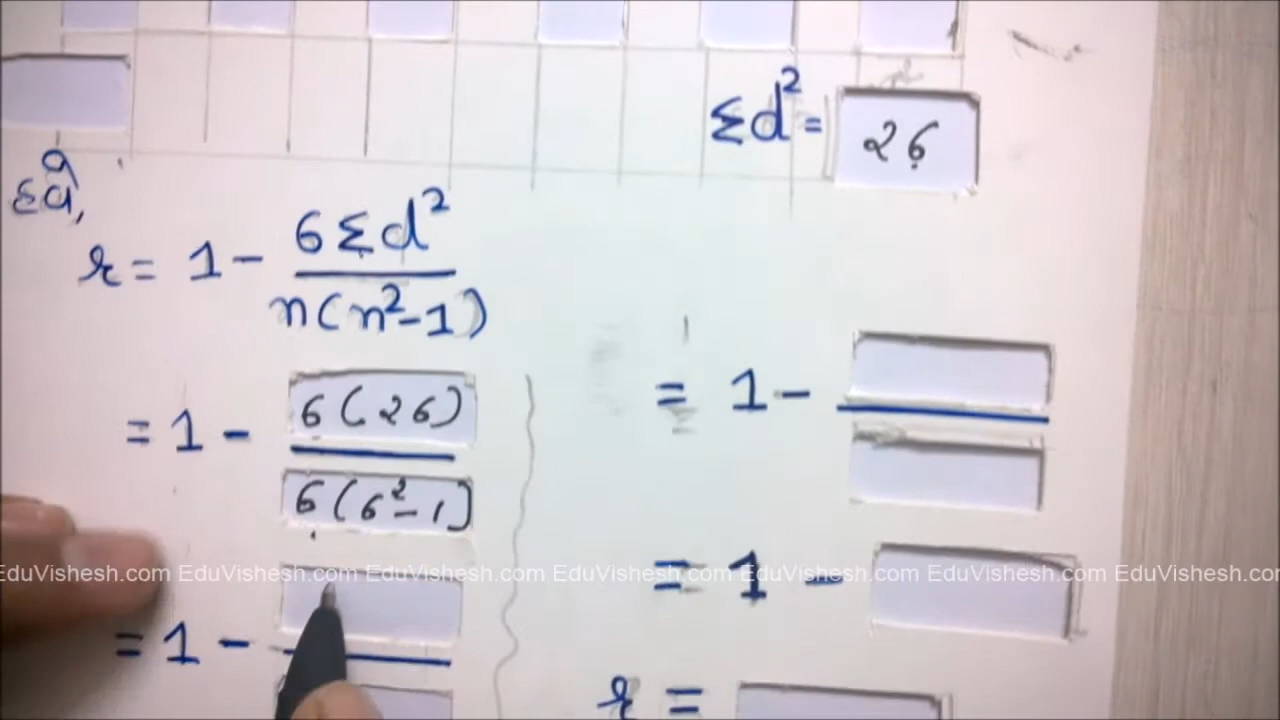 Σd² = 26
હવે,
r = 1 - 6Σd² / n(n²-1)
= 1 - 6(26) / 6(6²-1)
= 1 -
= 1 -
= 1 -
r =
EduVishesh.com EduVishesh.com EduVishesh.com EduVishesh.com EduVishesh.com EduVishesh.com EduVishesh.com